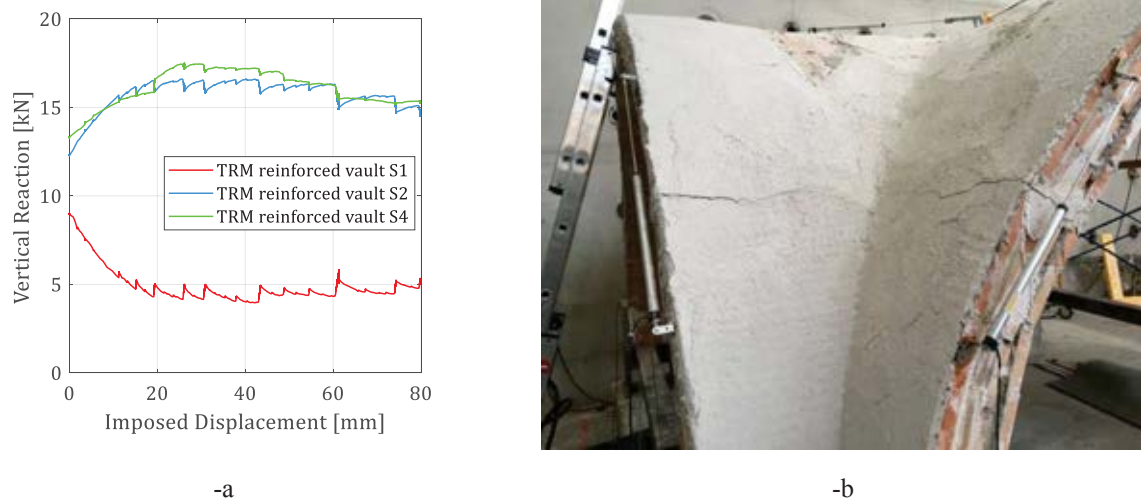 20
15
10
5
0
Vertical Reaction [kN]
TRM reinforced vault S1
TRM reinforced vault S2
TRM reinforced vault S4
0 20 40 60 80
Imposed Displacement [mm]
-a
-b